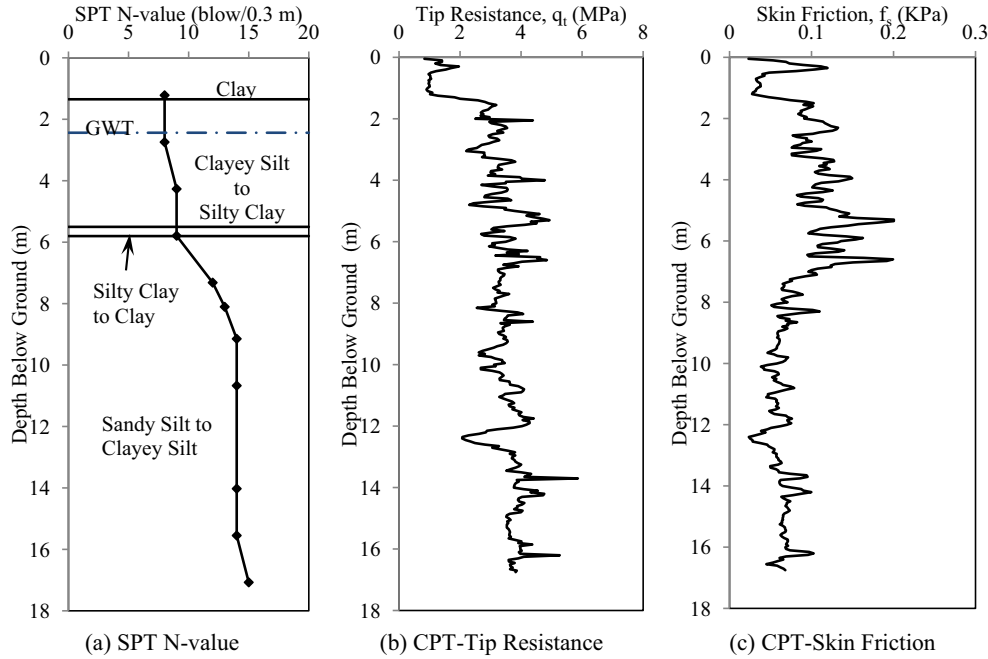 SPT N-value (blow/0.3 m)
0 5 10 15 20
0
2
4
6
8
10
12
14
16
18
Depth Below Ground (m)
Clay
GWT
Clayey Silt
to
Silty Clay
Silty Clay
to Clay
Sandy Silt to
Clayey Silt
(a) SPT N-value
Tip Resistance, qt (MPa)
0 2 4 6 8
0
2
4
6
8
10
12
14
16
18
Depth Below Ground (m)
(b) CPT-Tip Resistance
Skin Friction, fs (KPa)
0 0.1 0.2 0.3
0
2
4
6
8
10
12
14
16
18
Depth Below Ground (m)
(c) CPT-Skin Friction